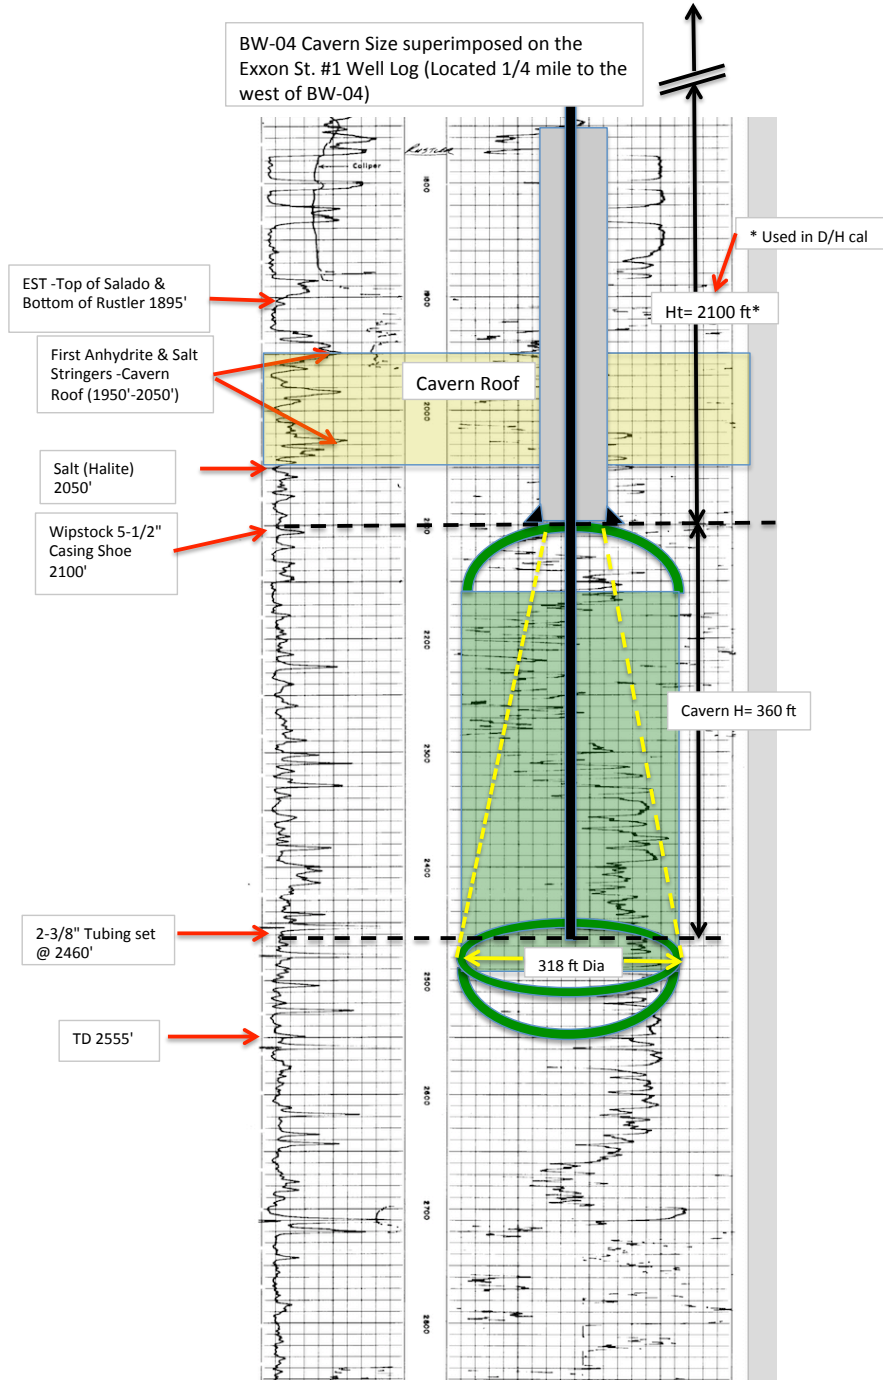 BW-04 Cavern Size superimposed on the
Exxon St. #1 Well Log (Located 1/4 mile to the
west of BW-04)
Rustler
Caliper
1800
* Used in D/H cal
EST -Top of Salado &
Bottom of Rustler 1895'
1900
Ht= 2100 ft*
First Anhydrite & Salt
Stringers -Cavern
Roof (1950'-2050')
Cavern Roof
2000
Salt (Halite)
2050'
Wipstock 5-1/2"
Casing Shoe
2100'
2200
2300
Cavern H= 360 ft
2400
2-3/8" Tubing set
@ 2460'
318 ft Dia
2500
TD 2555'
2600
2700
2800